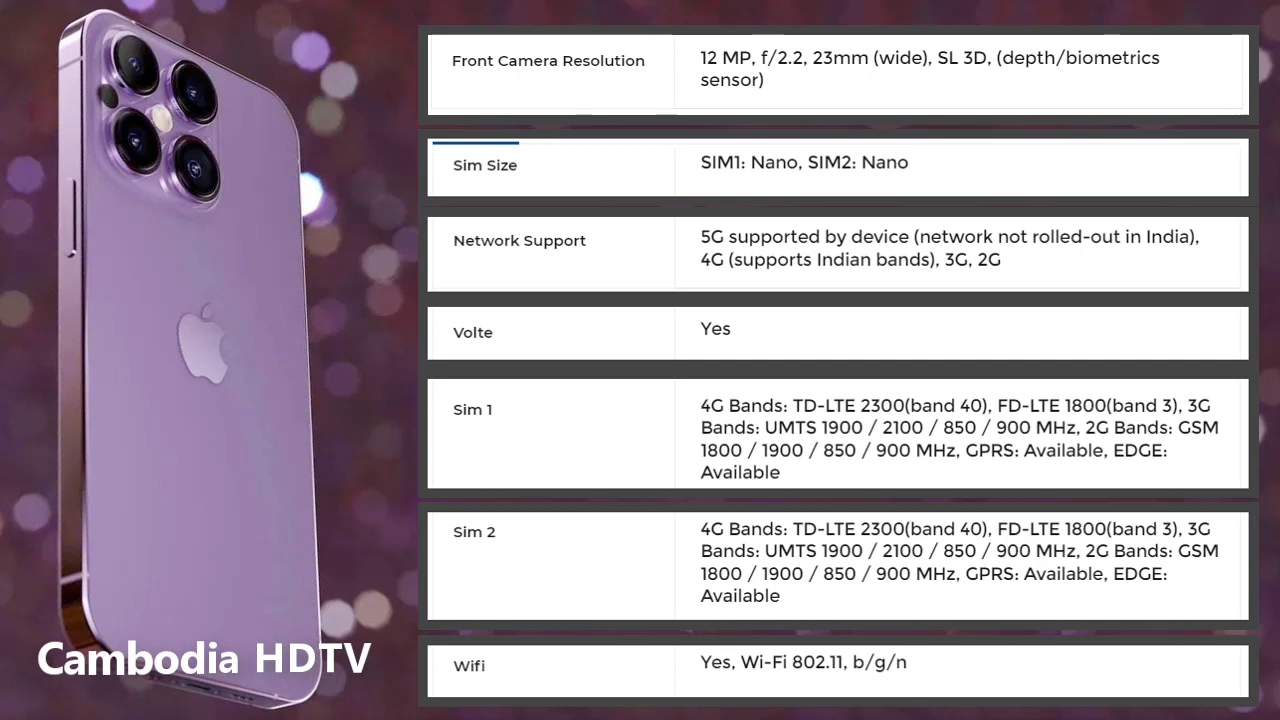 Front Camera Resolution
12 MP, f/2.2, 23mm (wide), SL 3D, (depth/biometrics
sensor)
Sim Size
SIM1: Nano, SIM2: Nano
Network Support
5G supported by device (network not rolled-out in India),
4G (supports Indian bands), 3G, 2G
Volte
Yes
Sim 1
4G Bands: TD-LTE 2300(band 40), FD-LTE 1800(band 3), 3G
Bands: UMTS 1900 / 2100 / 850 / 900 MHz, 2G Bands: GSM
1800 / 1900 / 850 / 900 MHz, GPRS: Available, EDGE:
Available
Sim 2
4G Bands: TD-LTE 2300(band 40), FD-LTE 1800(band 3), 3G
Bands: UMTS 1900 / 2100 / 850 / 900 MHz, 2G Bands: GSM
1800 / 1900 / 850 / 900 MHz, GPRS: Available, EDGE:
Available
Wifi
Yes, Wi-Fi 802.11, b/g/n
Cambodia HDTV